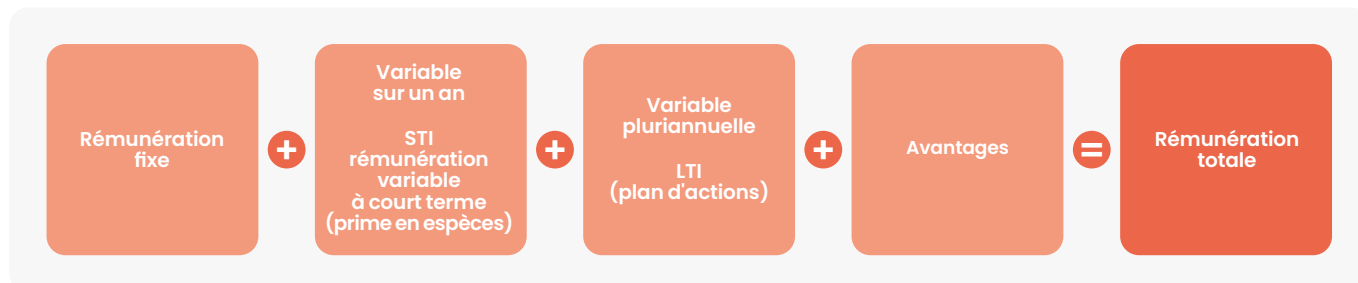 Rémunération
fixe
+
Variable
sur un an
STI
rémunération
variable
à court terme
(prime en espèces)
+
Variable
pluriannuelle
LTI
(plan d'actions)
+
Avantages
=
Rémunération
totale